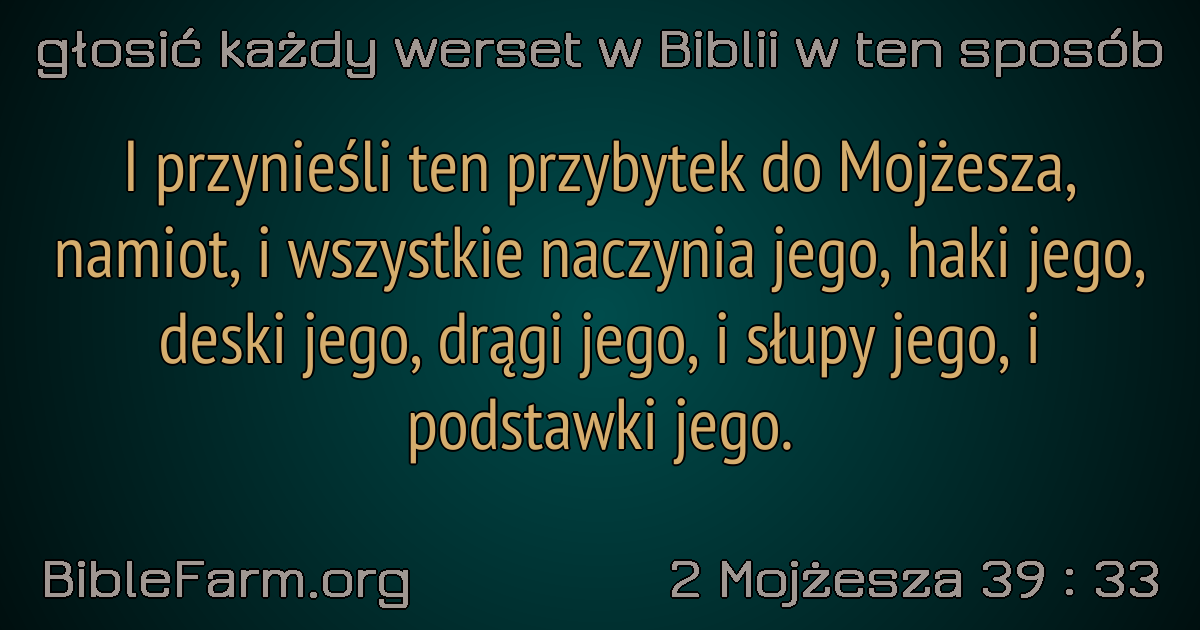 głosić każdy werset w Biblii w ten sposób
I przynieśli ten przybytek do Mojżesza,
namiot, i wszystkie naczynia jego, haki jego,
deski jego, drągi jego, i słupy jego, i
podstawki jego.
BibleFarm.org
2 Mojżesza 39 : 33